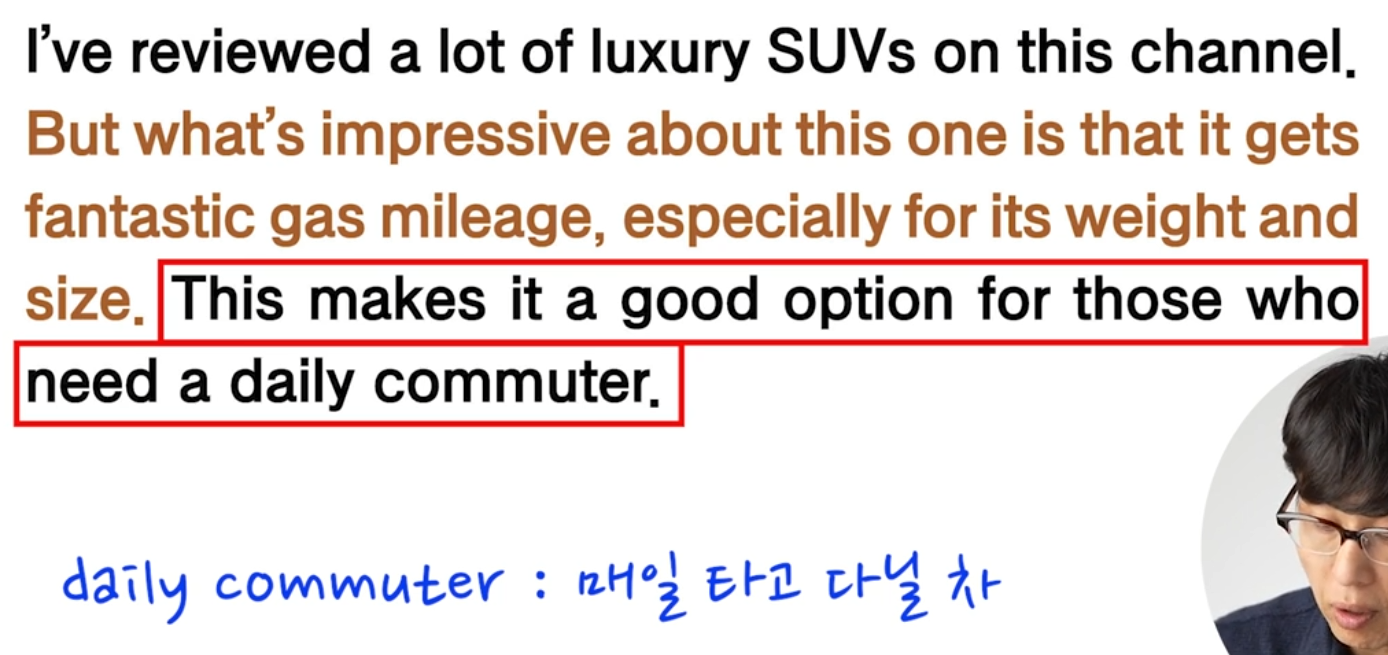 I've reviewed a lot of luxury SUVs on this channel.
But what's impressive about this one is that it gets
fantastic gas mileage, especially for its weight and
size. This makes it a good option for those who
need a daily commuter.
daily commuter : 매일 타고 다닐 차